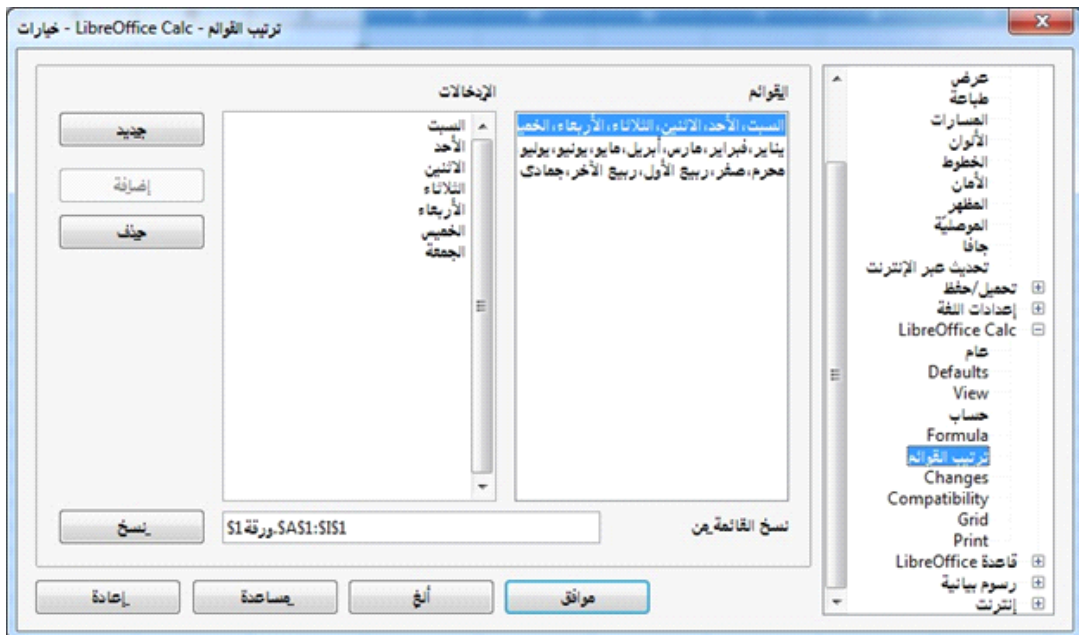 خيارات - LibreOffice Calc - ترتيب القوائم
عرض
طباعة
المسارات
الألوان
الخطوط
الأمان
المظهر
الموصليّة
جافا
تحديث عبر الإنترنت
تحميل/حفظ
إعدادات اللغة
LibreOffice Calc
عام
Defaults
View
حساب
Formula
ترتيب القوائم
Changes
Compatibility
Grid
Print
قاعدة LibreOffice
رسوم بيانية
إنترنت
القوائم
السبت،الأحد،الاثنين،الثلاثاء،الأربعاء،الخمي
يناير،فبراير،مارس،أبريل،مايو،يونيو،يوليو
محرم،صفر،ربيع الأول،ربيع الآخر،جمادى
الإدخالات
السبت
الأحد
الاثنين
الثلاثاء
الأربعاء
الخميس
الجمعة
جديد
إضافة
حذف
نسخ القائمة من
$ورقة1.$A$1:$I$1
نسخ
موافق
ألغ
مساعدة
إعادة